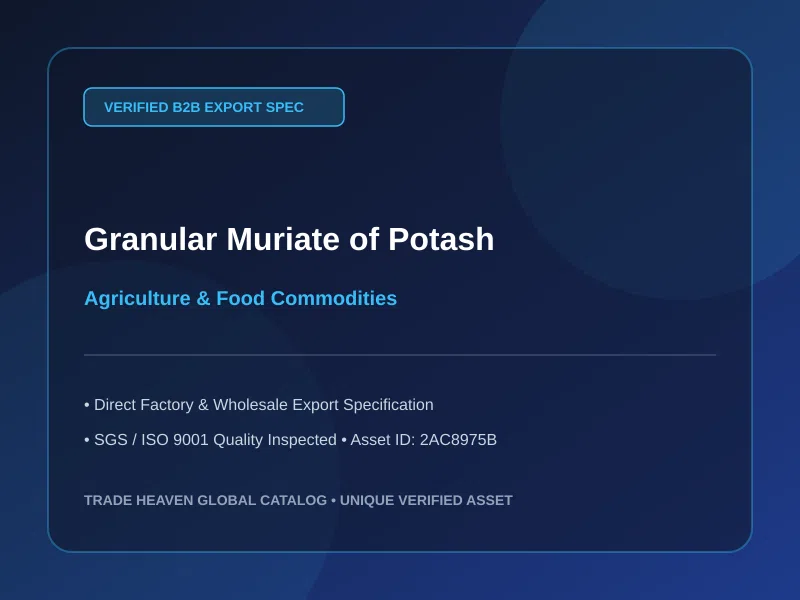 VERIFIED B2B EXPORT SPEC
Granular Muriate of Potash
Agriculture & Food Commodities
• Direct Factory & Wholesale Export Specification
• SGS / ISO 9001 Quality Inspected • Asset ID: 2AC8975B
TRADE HEAVEN GLOBAL CATALOG • UNIQUE VERIFIED ASSET